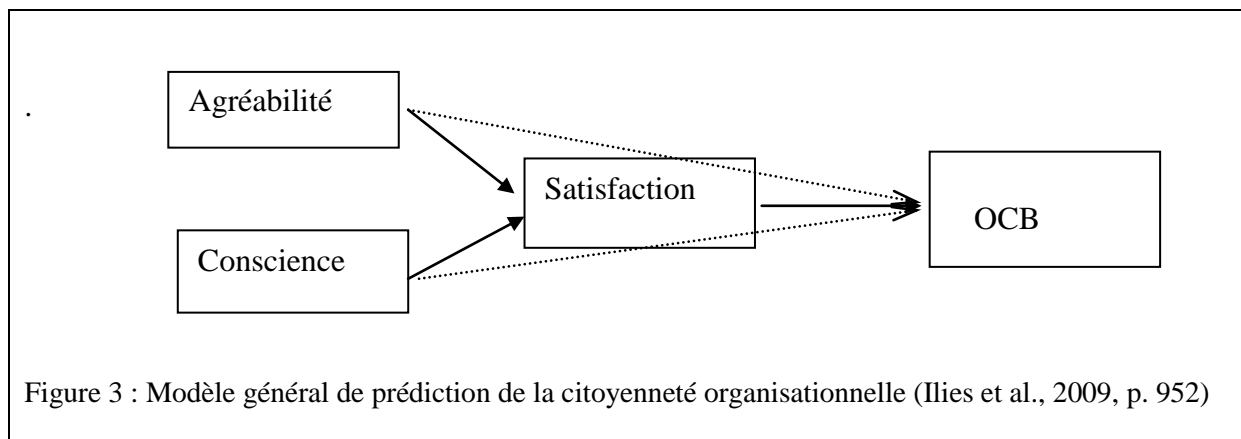 Agréabilité
.
Satisfaction
OCB
Conscience
Figure 3 : Modèle général de prédiction de la citoyenneté organisationnelle (Ilies et al., 2009, p. 952)